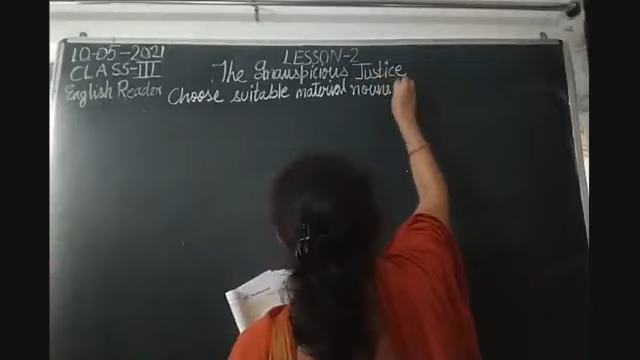 10-05-2021
LESSON-2
CLASS-III
The Inauspicious Justice
English Reader
Choose suitable material nouns